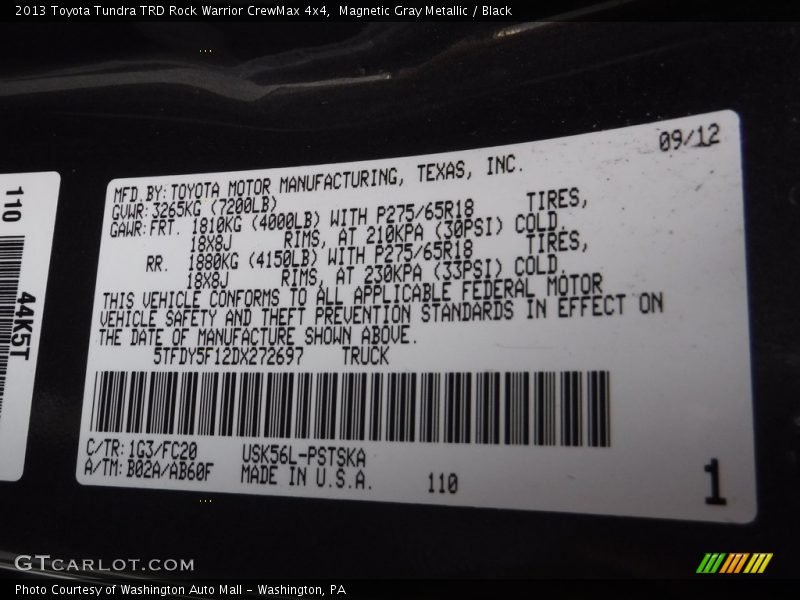 2013 Toyota Tundra TRD Rock Warrior CrewMax 4x4,  Magnetic Gray Metallic / Black
09/12
MFD.BY:TOYOTA MOTOR MANUFACTURING, TEXAS, INC.
GVWR:3265KG (7200LB)
GAWR:FRT. 1810KG (4000LB) WITH P275/65R18 TIRES,
18X8J RIMS, AT 210KPA (30PSI) COLD.
RR. 1880KG (4150LB) WITH P275/65R18 TIRES,
18X8J RIMS, AT 230KPA (33PSI) COLD.
THIS VEHICLE CONFORMS TO ALL APPLICABLE FEDERAL MOTOR
VEHICLE SAFETY AND THEFT PREVENTION STANDARDS IN EFFECT ON
THE DATE OF MANUFACTURE SHOWN ABOVE.
5TFDY5F12DX272697 TRUCK
C/TR:1G3/FC20 USK56L-PSTSKA
A/TM:B02A/AB60F MADE IN U.S.A. 110
1
110
44K5T
GTcarlot.com
Photo Courtesy of Washington Auto Mall - Washington, PA